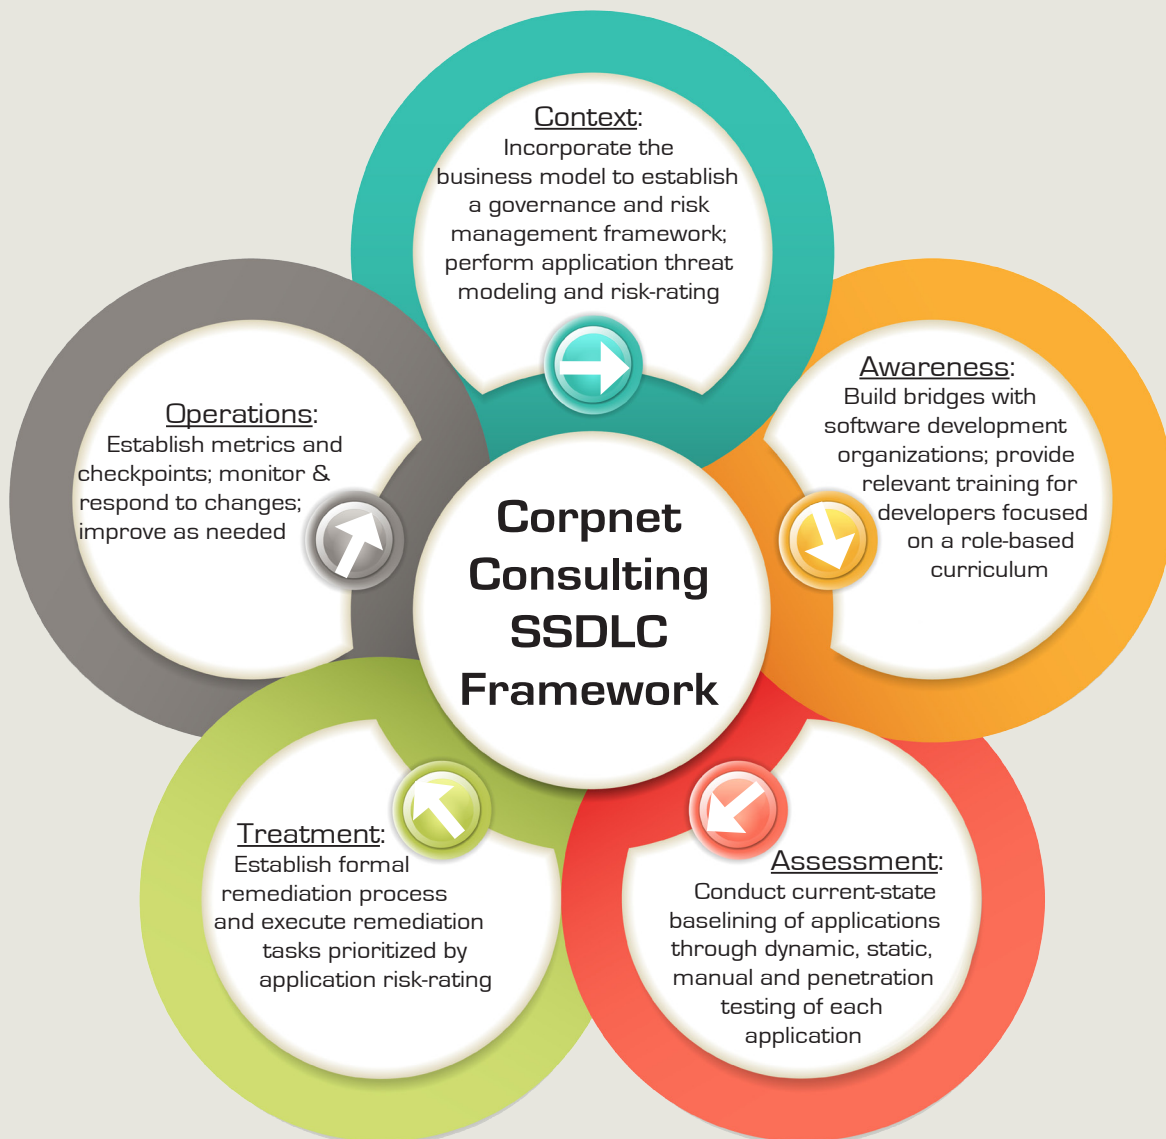 Context:
Incorporate the
business model to establish
a governance and risk
management framework;
perform application threat
modeling and risk-rating
Awareness:
Build bridges with
software development
organizations; provide
relevant training for
developers focused
on a role-based
curriculum
Assessment:
Conduct current-state
baselining of applications
through dynamic, static,
manual and penetration
testing of each
application
Treatment:
Establish formal
remediation process
and execute remediation
tasks prioritized by
application risk-rating
Operations:
Establish metrics and
checkpoints; monitor &
respond to changes;
improve as needed
Corpnet
Consulting
SSDLC
Framework